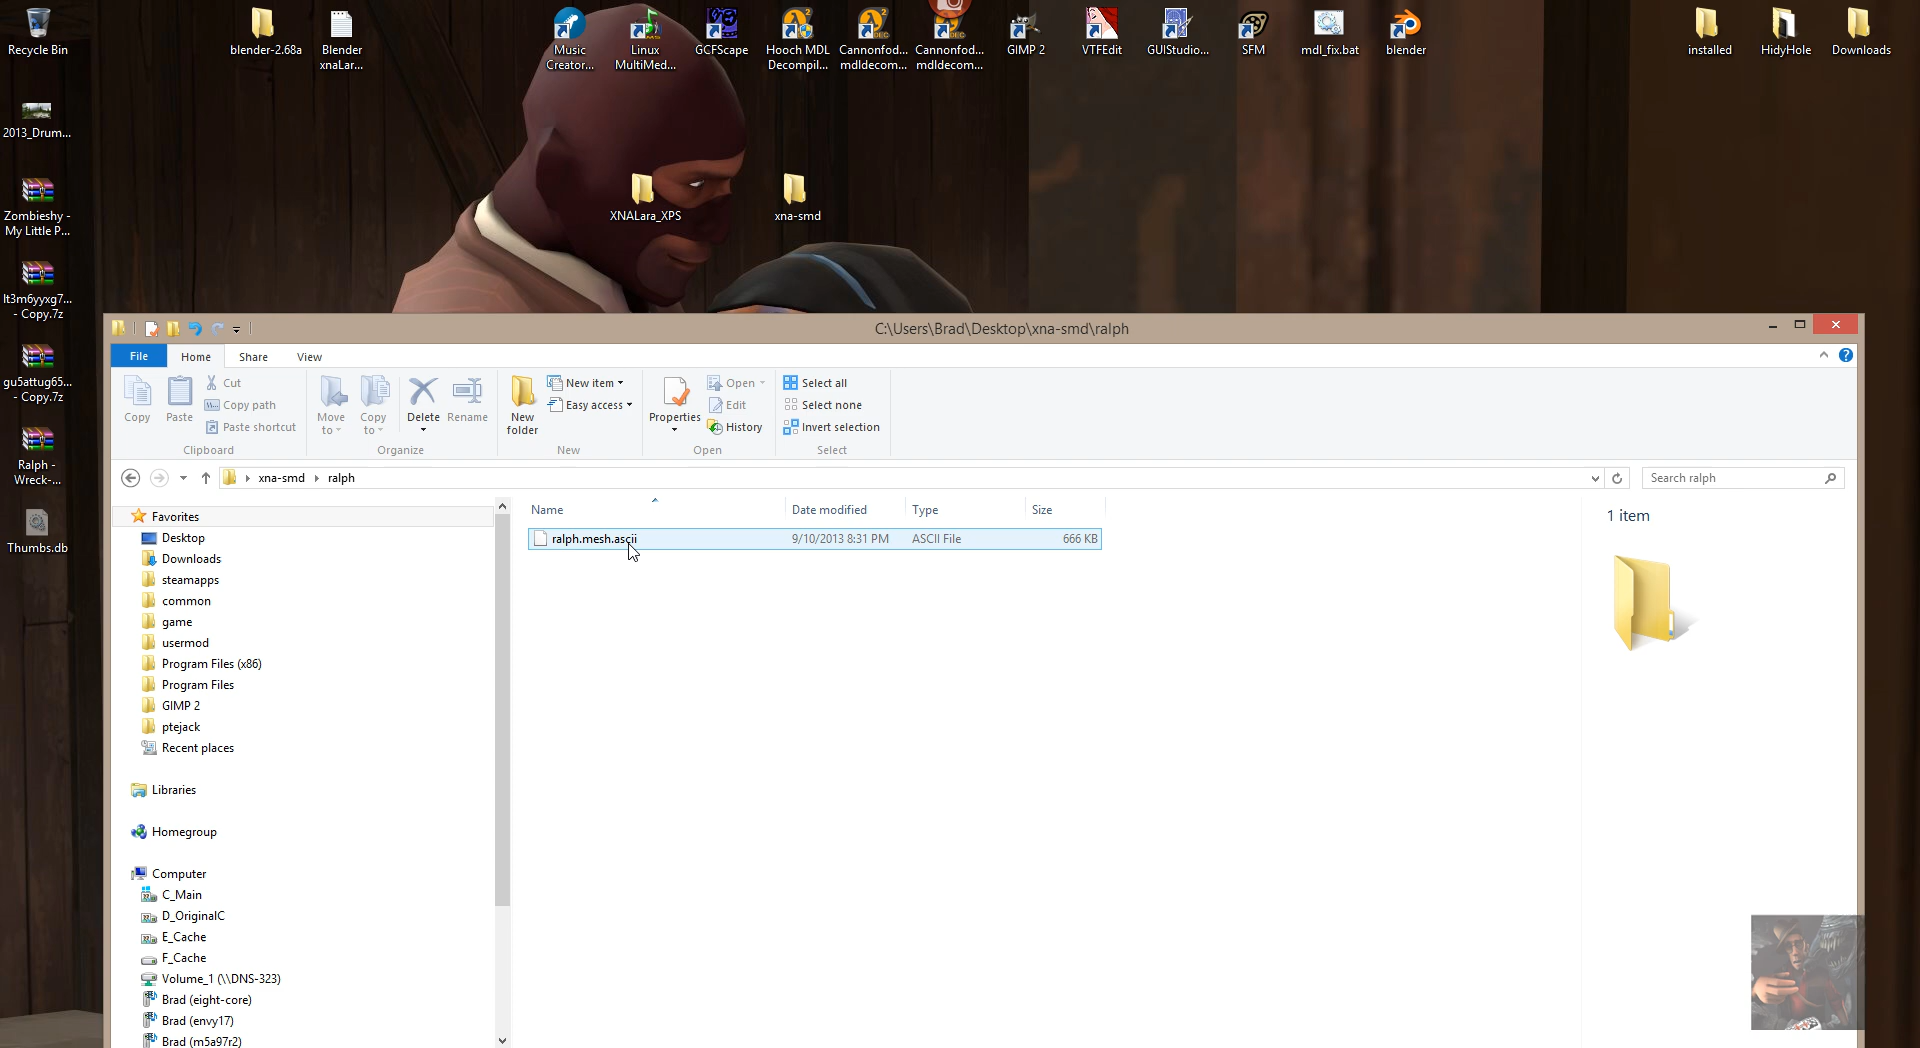 Recycle Bin
blender-2.68a
Blender
xnaLar...
Music
Creator...
Linux
MultiMed...
GCFScape
Hooch MDL
Decompil...
Cannonfod...
mdldecom...
Cannonfod...
mdldecom...
GIMP 2
VTFEdit
GUIStudio...
SFM
mdl_fix.bat
blender
installed
HidyHole
Downloads
2013_Drum...
Zombieshy -
My Little P...
lt3m6yyxg7...
- Copy.7z
gu5attug65...
- Copy.7z
Ralph -
Wreck-...
Thumbs.db
XNALara_XPS
xna-smd
C:\Users\Brad\Desktop\xna-smd\ralph
File
Home
Share
View
Copy
Paste
Cut
Copy path
Paste shortcut
Clipboard
Move
to
Copy
to
Delete
Rename
Organize
New
folder
New item
Easy access
New
Properties
Open
Edit
History
Open
Select all
Select none
Invert selection
Select
xna-smd
ralph
Search ralph
Favorites
Desktop
Downloads
steamapps
common
game
usermod
Program Files (x86)
Program Files
GIMP 2
ptejack
Recent places
Libraries
Homegroup
Computer
C_Main
D_OriginalC
E_Cache
F_Cache
Volume_1 (\\DNS-323)
Brad (eight-core)
Brad (envy17)
Brad (m5a97r2)
Name
Date modified
Type
Size
ralph.mesh.ascii
9/10/2013 8:31 PM
ASCII File
666 KB
1 item